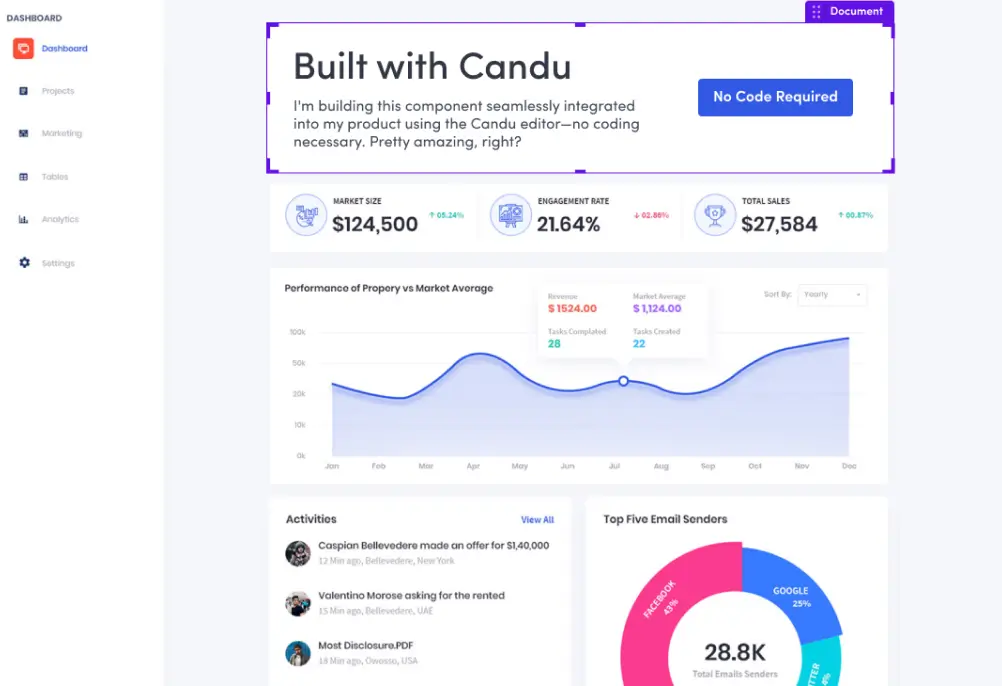 DASHBOARD
Dashboard
Projects
Marketing
Tables
Analytics
Settings
Document
Built with Candu
I'm building this component seamlessly integrated
into my product using the Candu editor—no coding
necessary. Pretty amazing, right?
No Code Required
MARKET SIZE
$124,500
↑ 05.24%
ENGAGEMENT RATE
21.64%
↓ 02.86%
TOTAL SALES
$27,584
↑ 00.87%
Performance of Propery vs Market Average
Sort By:
Yearly
Revenue
$ 1524.00
Market Average
$ 1,124.00
Tasks Completed
28
Tasks Created
22
100k
50k
20k
10k
0k
Jan Feb Mar Apr May Jun Jul Aug Sep Oct Nov Dec
Activities
View All
Caspian Bellevedere made an offer for $1,40,000
12 Min ago, Bellevedere, New York
Valentino Morose asking for the rented
15 Min ago, Bellevedere, UAE
Most Disclosure.PDF
18 Min ago, Owosso, USA
Top Five Email Senders
FACEBOOK
43%
GOOGLE
25%
28.8K
Total Emails Senders